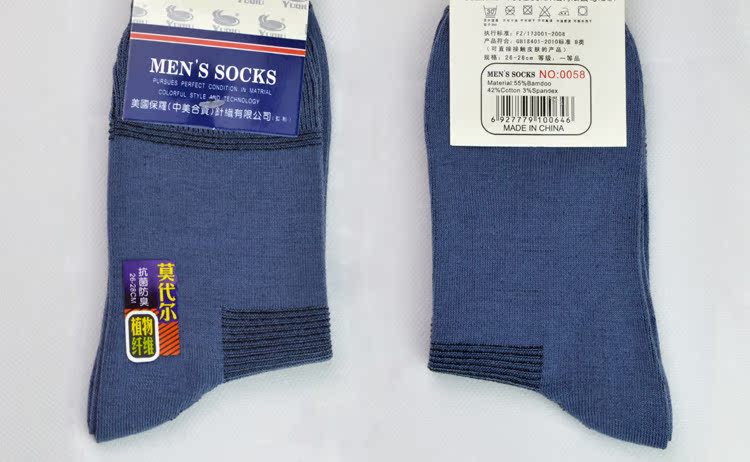 YUALI
MEN'S SOCKS
PURSUES PERFECT CONDITION IN MATRIAL
COLORFUL STYLE AND TECHNOLOGY
美國保羅(中美合資)針織有限公司
莫代尔
抗菌防臭
26-28CM
植物
纤维
执行标准: FZ/T73001-2008
产品符合: GB18401-2010标准 B类
(可直接接触皮肤的产品)
规格: 26-28cm 等级: 一等品
MEN'S SOCKS NO:0058
Material:55%Bamdoo
42%Cotton 3%Spandex
6 927779 100646
MADE IN CHINA